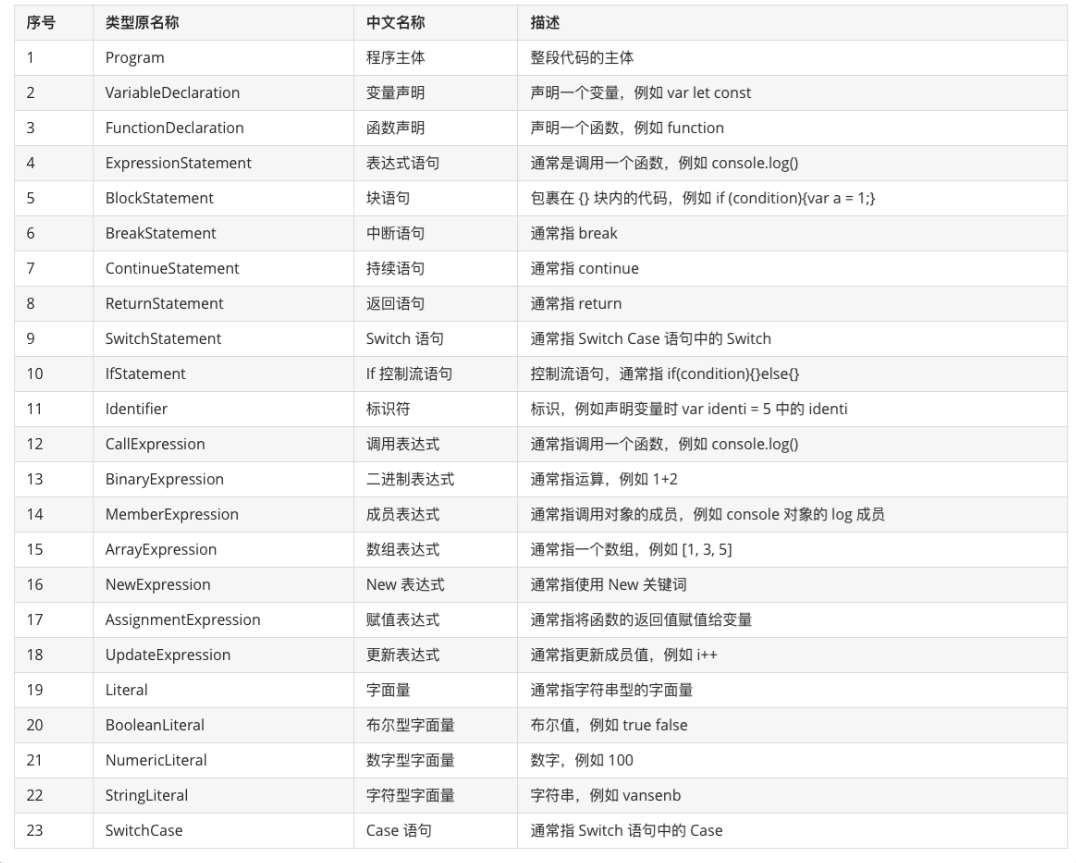 序号 类型原名称 中文名称 描述
1 Program 程序主体 整段代码的主体
2 VariableDeclaration 变量声明 声明一个变量，例如 var let const
3 FunctionDeclaration 函数声明 声明一个函数，例如 function
4 ExpressionStatement 表达式语句 通常是调用一个函数，例如 console.log()
5 BlockStatement 块语句 包裹在 {} 块内的代码，例如 if (condition){var a = 1;}
6 BreakStatement 中断语句 通常指 break
7 ContinueStatement 持续语句 通常指 continue
8 ReturnStatement 返回语句 通常指 return
9 SwitchStatement Switch 语句 通常指 Switch Case 语句中的 Switch
10 IfStatement If 控制流语句 控制流语句，通常指 if(condition){}else{}
11 Identifier 标识符 标识，例如声明变量时 var identi = 5 中的 identi
12 CallExpression 调用表达式 通常指调用一个函数，例如 console.log()
13 BinaryExpression 二进制表达式 通常指运算，例如 1+2
14 MemberExpression 成员表达式 通常指调用对象的成员，例如 console 对象的 log 成员
15 ArrayExpression 数组表达式 通常指一个数组，例如 [1, 3, 5]
16 NewExpression New 表达式 通常指使用 New 关键词
17 AssignmentExpression 赋值表达式 通常指将函数的返回值赋值给变量
18 UpdateExpression 更新表达式 通常指更新成员值，例如 i++
19 Literal 字面量 通常指字符串型的字面量
20 BooleanLiteral 布尔型字面量 布尔值，例如 true false
21 NumericLiteral 数字型字面量 数字，例如 100
22 StringLiteral 字符型字面量 字符串，例如 vansenb
23 SwitchCase Case 语句 通常指 Switch 语句中的 Case